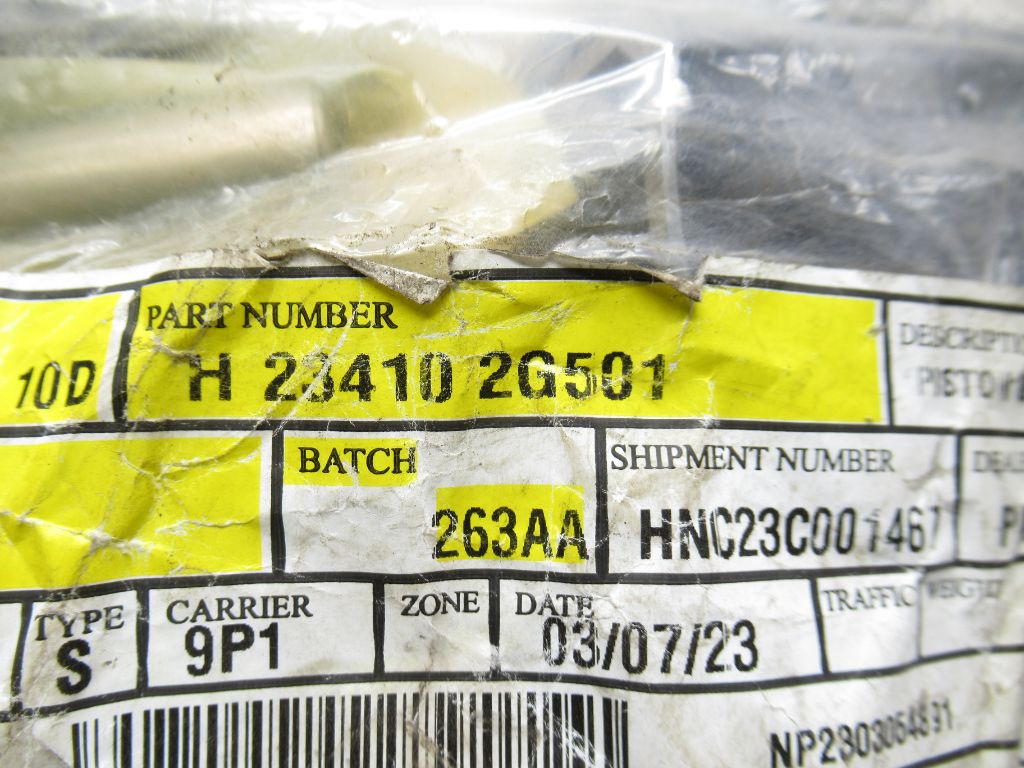 PART NUMBER
10D H 23410 2G501
BATCH
263AA
SHIPMENT NUMBER
HNC23C001467
TYPE
S
CARRIER
9P1
ZONE
DATE
03/07/23
TRAFFIC
WEIGHT